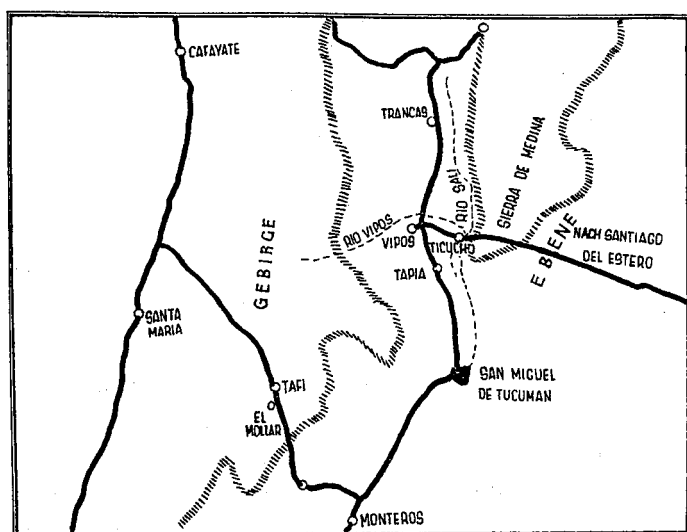 CAFAYATE
TRANCAS
RIO SALI
SIERRA DE MEDINA
RIO VIPOS
VIPOS
TICUCHO
EBENE
NACH SANTIAGO
DEL ESTERO
GEBIRGE
TAPIA
SANTA
MARIA
TAFI
EL
MOLLAR
SAN MIGUEL
DE TUCUMAN
MONTEROS